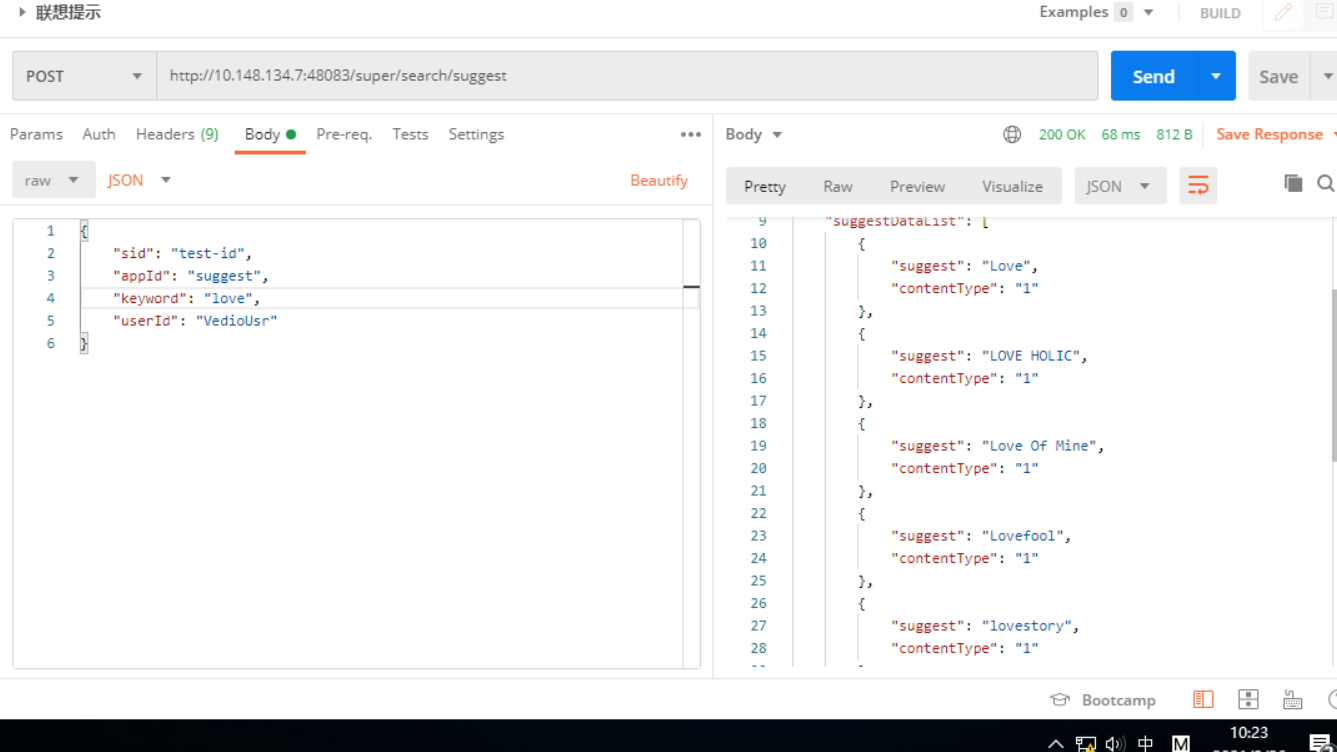 联想提示
Examples 0 BUILD
POST http://10.148.134.7:48083/super/search/suggest Send Save
Params Auth Headers (9) Body Pre-req. Tests Settings
raw JSON Beautify
1 {
2 "sid": "test-id",
3 "appId": "suggest",
4 "keyword": "love",
5 "userId": "VedioUsr"
6 }
Body 200 OK 68 ms 812 B Save Response
Pretty Raw Preview Visualize JSON
9 "suggestDataList": [
10 {
11 "suggest": "Love",
12 "contentType": "1"
13 },
14 {
15 "suggest": "LOVE HOLIC",
16 "contentType": "1"
17 },
18 {
19 "suggest": "Love Of Mine",
20 "contentType": "1"
21 },
22 {
23 "suggest": "Lovefool",
24 "contentType": "1"
25 },
26 {
27 "suggest": "lovestory",
28 "contentType": "1"
Bootcamp
中 M 10:23